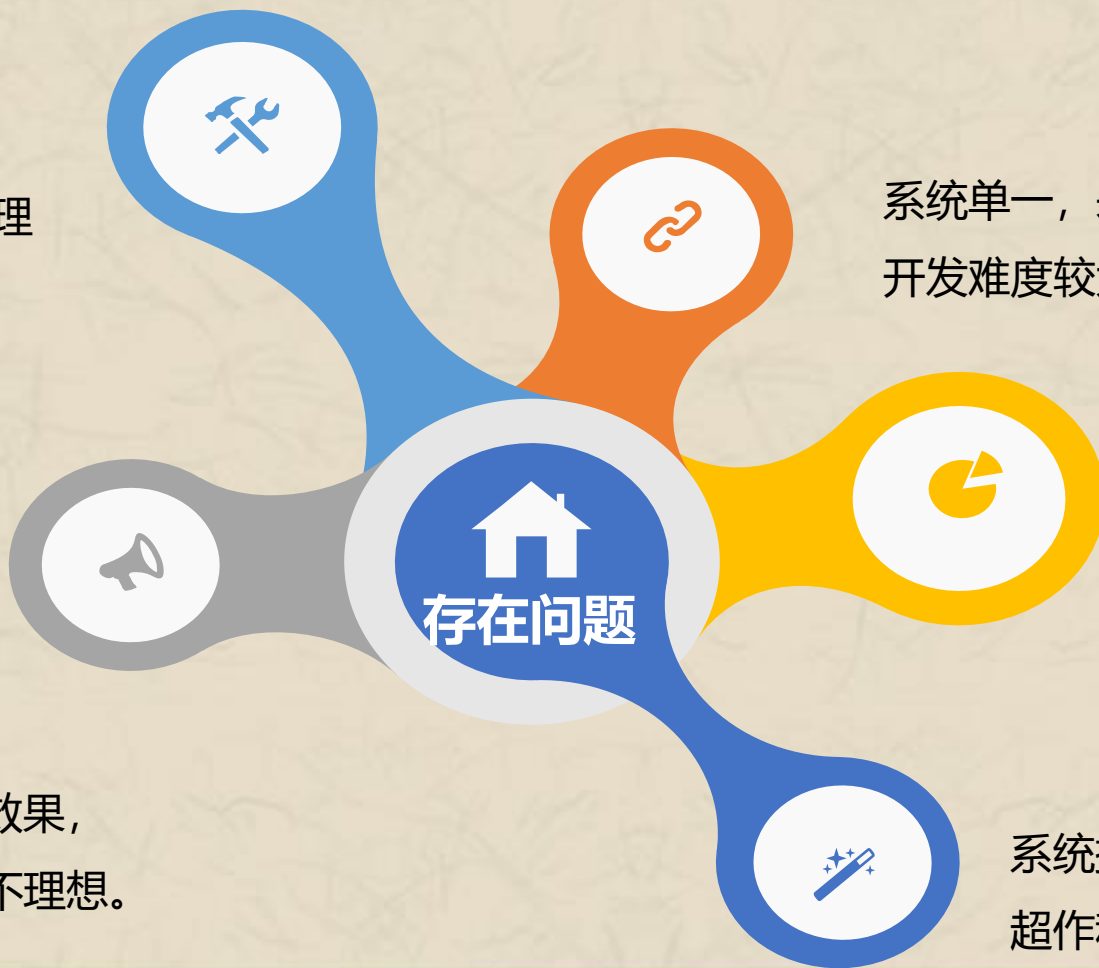 理
系统单一，
开发难度较
存在问题
效果，
不理想。
系统
超作